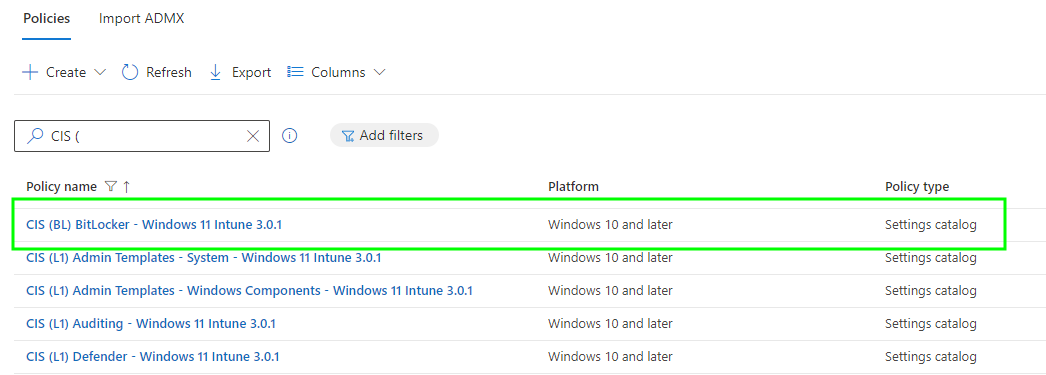 Policies Import ADMX
Create Refresh Export Columns
CIS ( Add filters
Policy name Platform Policy type
CIS (BL) BitLocker - Windows 11 Intune 3.0.1 Windows 10 and later Settings catalog
CIS (L1) Admin Templates - System - Windows 11 Intune 3.0.1 Windows 10 and later Settings catalog
CIS (L1) Admin Templates - Windows Components - Windows 11 Intune 3.0.1 Windows 10 and later Settings catalog
CIS (L1) Auditing - Windows 11 Intune 3.0.1 Windows 10 and later Settings catalog
CIS (L1) Defender - Windows 11 Intune 3.0.1 Windows 10 and later Settings catalog